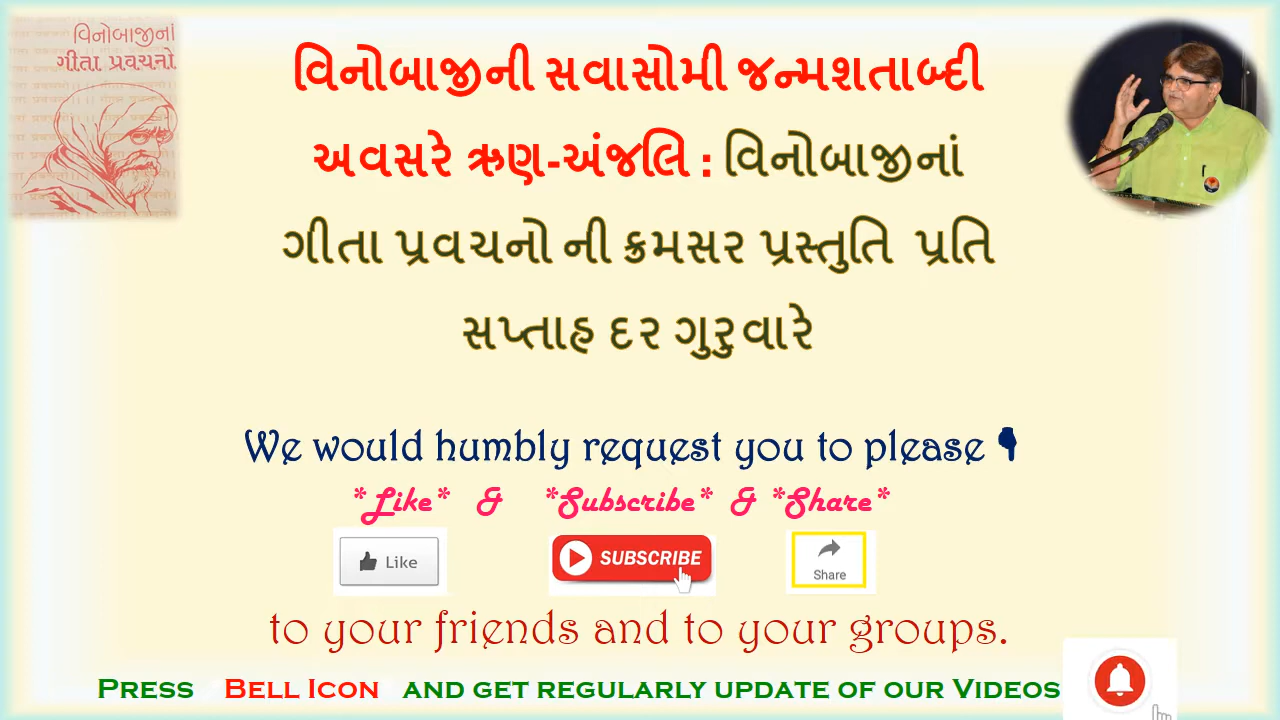 વિનોબાજીનાં
ગીતા પ્રવચનો
વિનોબાજીની સવાસોમી જન્મશતાબ્દી
અવસરે ઋણ-અંજલિ : વિનોબાજીનાં
ગીતા પ્રવચનો ની ક્રમસર પ્રસ્તુતિ પ્રતિ
સપ્તાહ દર ગુરુવારે
We would humbly request you to please 👇
*Like* & *Subscribe* & *Share*
Like
SUBSCRIBE
Share
to your friends and to your groups.
PRESS BELL ICON AND GET REGULARLY UPDATE OF OUR VIDEOS